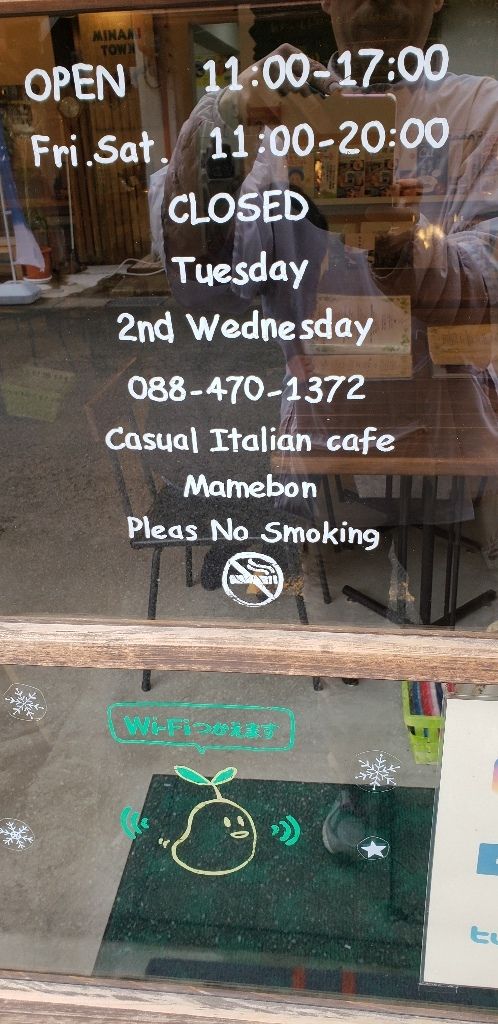 OPEN 11:00-17:00
Fri.Sat. 11:00-20:00
CLOSED
Tuesday
2nd Wednesday
088-470-1372
Casual Italian cafe
Mamebon
Pleas No Smoking
Wi-Fiつかえます